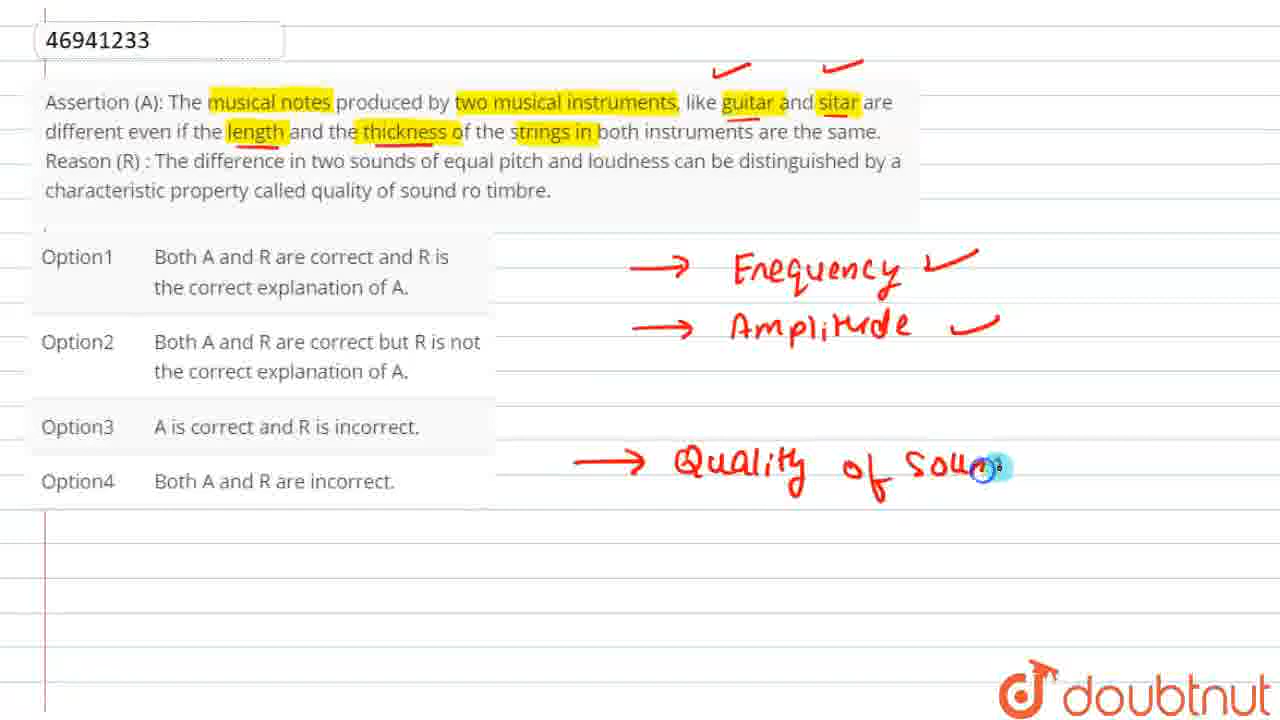 46941233
Assertion (A): The musical notes produced by two musical instruments, like guitar and sitar are
different even if the length and the thickness of the strings in both instruments are the same.
Reason (R) : The difference in two sounds of equal pitch and loudness can be distinguished by a
characteristic property called quality of sound ro timbre.
Option1 Both A and R are correct and R is
the correct explanation of A.
Option2 Both A and R are correct but R is not
the correct explanation of A.
Option3 A is correct and R is incorrect.
Option4 Both A and R are incorrect.
→ Frequency ✓
→ Amplitude ✓
→ Quality of Soun
doubtnut